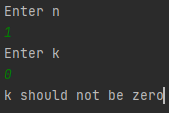 Enter n
1
Enter k
0
k should not be zero